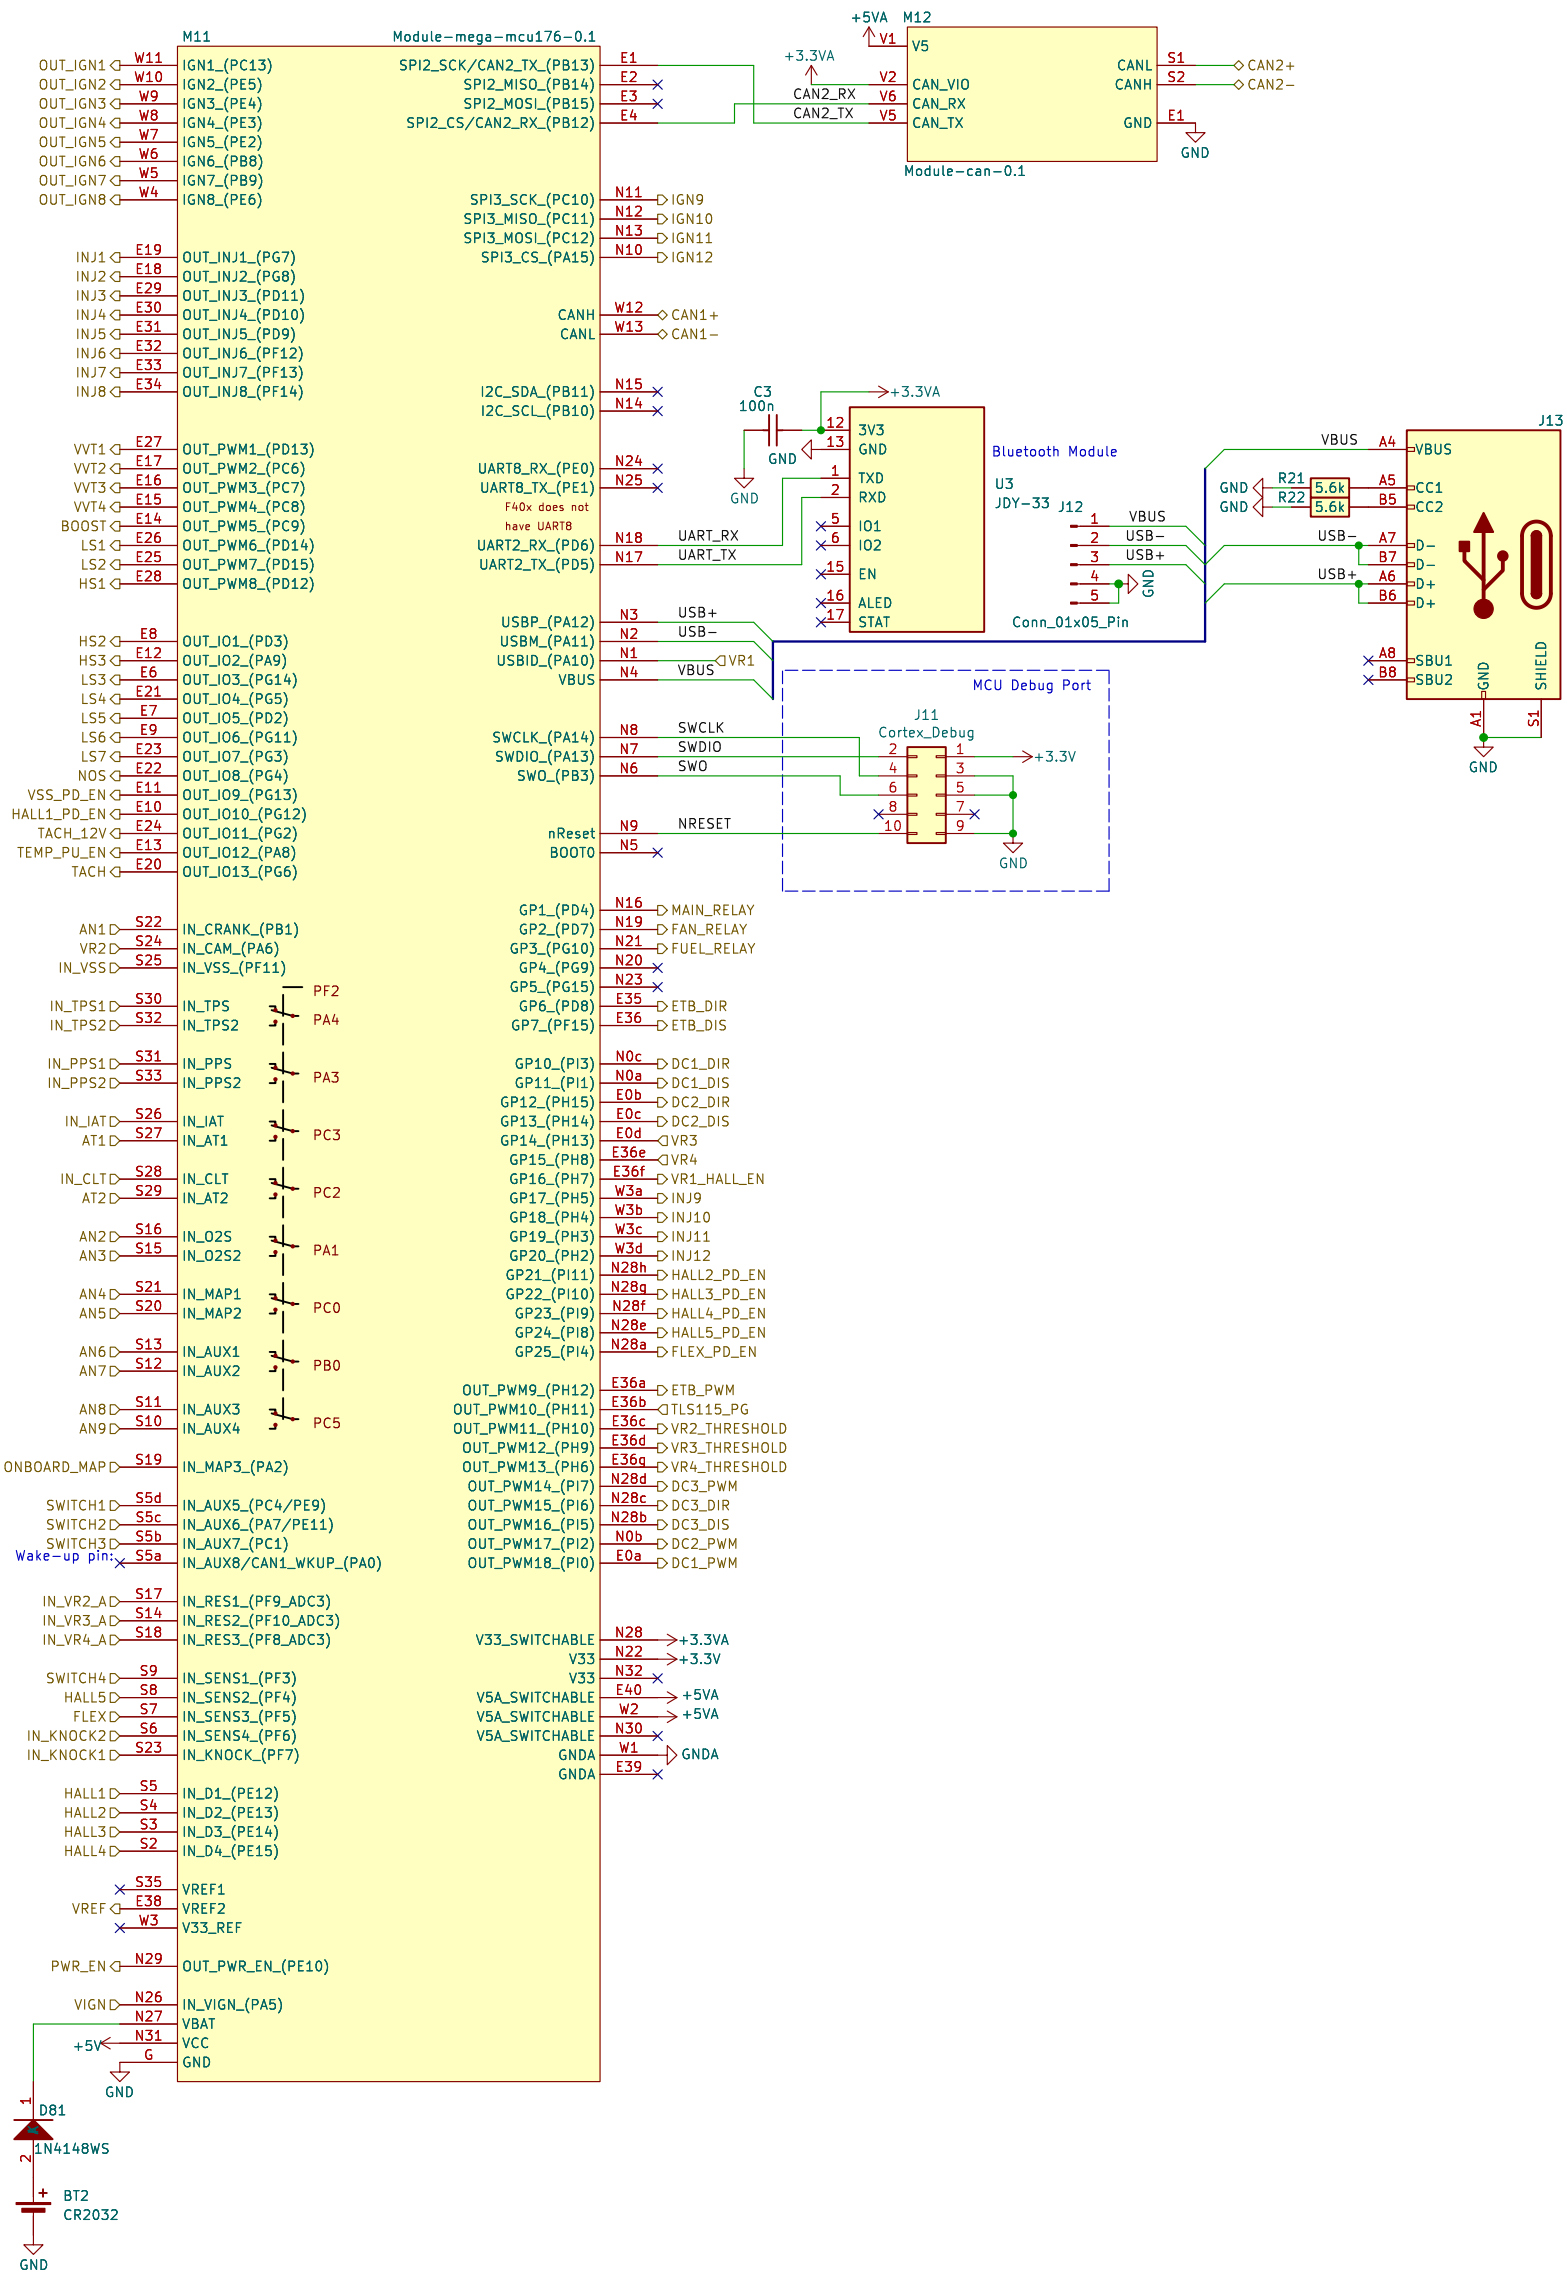 M11
Module-mega-mcu176-0.1
OUT_IGN1 W11 IGN1_(PC13)
OUT_IGN2 W10 IGN2_(PE5)
OUT_IGN3 W9 IGN3_(PE4)
OUT_IGN4 W8 IGN4_(PE3)
OUT_IGN5 W7 IGN5_(PE2)
OUT_IGN6 W6 IGN6_(PB8)
OUT_IGN7 W5 IGN7_(PB9)
OUT_IGN8 W4 IGN8_(PE6)
INJ1 E19 OUT_INJ1_(PG7)
INJ2 E18 OUT_INJ2_(PG8)
INJ3 E29 OUT_INJ3_(PD11)
INJ4 E30 OUT_INJ4_(PD10)
INJ5 E31 OUT_INJ5_(PD9)
INJ6 E32 OUT_INJ6_(PF12)
INJ7 E33 OUT_INJ7_(PF13)
INJ8 E34 OUT_INJ8_(PF14)
VVT1 E27 OUT_PWM1_(PD13)
VVT2 E17 OUT_PWM2_(PC6)
VVT3 E16 OUT_PWM3_(PC7)
VVT4 E15 OUT_PWM4_(PC8)
BOOST E14 OUT_PWM5_(PC9)
LS1 E26 OUT_PWM6_(PD14)
LS2 E25 OUT_PWM7_(PD15)
HS1 E28 OUT_PWM8_(PD12)
HS2 E8 OUT_IO1_(PD3)
HS3 E12 OUT_IO2_(PA9)
LS3 E6 OUT_IO3_(PG14)
LS4 E21 OUT_IO4_(PG5)
LS5 E7 OUT_IO5_(PD2)
LS6 E9 OUT_IO6_(PG11)
LS7 E23 OUT_IO7_(PG3)
NOS E22 OUT_IO8_(PG4)
VSS_PD_EN E11 OUT_IO9_(PG13)
HALL1_PD_EN E10 OUT_IO10_(PG12)
TACH_12V E24 OUT_IO11_(PG2)
TEMP_PU_EN E13 OUT_IO12_(PA8)
TACH E20 OUT_IO13_(PG6)
AN1 S22 IN_CRANK_(PB1)
VR2 S24 IN_CAM_(PA6)
IN_VSS S25 IN_VSS_(PF11)
PF2
IN_TPS1 S30 IN_TPS
PA4
IN_TPS2 S32 IN_TPS2
IN_PPS1 S31 IN_PPS
PA3
IN_PPS2 S33 IN_PPS2
IN_IAT S26 IN_IAT
PC3
AT1 S27 IN_AT1
IN_CLT S28 IN_CLT
PC2
AT2 S29 IN_AT2
AN2 S16 IN_O2S
PA1
AN3 S15 IN_O2S2
AN4 S21 IN_MAP1
PC0
AN5 S20 IN_MAP2
AN6 S13 IN_AUX1
PB0
AN7 S12 IN_AUX2
AN8 S11 IN_AUX3
PC5
AN9 S10 IN_AUX4
ONBOARD_MAP S19 IN_MAP3_(PA2)
SWITCH1 S5d IN_AUX5_(PC4/PE9)
SWITCH2 S5c IN_AUX6_(PA7/PE11)
SWITCH3 S5b IN_AUX7_(PC1)
Wake-up pin:
S5a IN_AUX8/CAN1_WKUP_(PA0)
IN_VR2_A S17 IN_RES1_(PF9_ADC3)
IN_VR3_A S14 IN_RES2_(PF10_ADC3)
IN_VR4_A S18 IN_RES3_(PF8_ADC3)
SWITCH4 S9 IN_SENS1_(PF3)
HALL5 S8 IN_SENS2_(PF4)
FLEX S7 IN_SENS3_(PF5)
IN_KNOCK2 S6 IN_SENS4_(PF6)
IN_KNOCK1 S23 IN_KNOCK_(PF7)
HALL1 S5 IN_D1_(PE12)
HALL2 S4 IN_D2_(PE13)
HALL3 S3 IN_D3_(PE14)
HALL4 S2 IN_D4_(PE15)
S35 VREF1
VREF E38 VREF2
W3 V33_REF
PWR_EN N29 OUT_PWR_EN_(PE10)
VIGN N26 IN_VIGN_(PA5)
N27 VBAT
+5V N31 VCC
G GND
GND
1
D81
1N4148WS
2
+
BT2
CR2032
GND
SPI2_SCK/CAN2_TX_(PB13) E1
SPI2_MISO_(PB14) E2
SPI2_MOSI_(PB15) E3
SPI2_CS/CAN2_RX_(PB12) E4
SPI3_SCK_(PC10) N11 IGN9
SPI3_MISO_(PC11) N12 IGN10
SPI3_MOSI_(PC12) N13 IGN11
SPI3_CS_(PA15) N10 IGN12
CANH W12 CAN1+
CANL W13 CAN1-
I2C_SDA_(PB11) N15
I2C_SCL_(PB10) N14
UART8_RX_(PE0) N24
UART8_TX_(PE1) N25
F40x does not
have UART8
UART2_RX_(PD6) N18 UART_RX
UART2_TX_(PD5) N17 UART_TX
USBP_(PA12) N3 USB+
USBM_(PA11) N2 USB-
USBID_(PA10) N1 VR1
VBUS N4 VBUS
SWCLK_(PA14) N8 SWCLK
SWDIO_(PA13) N7 SWDIO
SWO_(PB3) N6 SWO
nReset N9 NRESET
BOOT0 N5
GP1_(PD4) N16 MAIN_RELAY
GP2_(PD7) N19 FAN_RELAY
GP3_(PG10) N21 FUEL_RELAY
GP4_(PG9) N20
GP5_(PG15) N23
GP6_(PD8) E35 ETB_DIR
GP7_(PF15) E36 ETB_DIS
GP10_(PI3) N0c DC1_DIR
GP11_(PI1) N0a DC1_DIS
GP12_(PH15) E0b DC2_DIR
GP13_(PH14) E0c DC2_DIS
GP14_(PH13) E0d VR3
GP15_(PH8) E36e VR4
GP16_(PH7) E36f VR1_HALL_EN
GP17_(PH5) W3a INJ9
GP18_(PH4) W3b INJ10
GP19_(PH3) W3c INJ11
GP20_(PH2) W3d INJ12
GP21_(PI11) N28h HALL2_PD_EN
GP22_(PI10) N28g HALL3_PD_EN
GP23_(PI9) N28f HALL4_PD_EN
GP24_(PI8) N28e HALL5_PD_EN
GP25_(PI4) N28a FLEX_PD_EN
OUT_PWM9_(PH12) E36a ETB_PWM
OUT_PWM10_(PH11) E36b TLS115_PG
OUT_PWM11_(PH10) E36c VR2_THRESHOLD
OUT_PWM12_(PH9) E36d VR3_THRESHOLD
OUT_PWM13_(PH6) E36g VR4_THRESHOLD
OUT_PWM14_(PI7) N28d DC3_PWM
OUT_PWM15_(PI6) N28c DC3_DIR
OUT_PWM16_(PI5) N28b DC3_DIS
OUT_PWM17_(PI2) N0b DC2_PWM
OUT_PWM18_(PI0) E0a DC1_PWM
V33_SWITCHABLE N28 +3.3VA
V33 N22 +3.3V
V33 N32
V5A_SWITCHABLE E40 +5VA
V5A_SWITCHABLE W2 +5VA
V5A_SWITCHABLE N30
GNDA W1 GNDA
GNDA E39
+5VA
M12
V1 V5
+3.3VA
V2 CAN_VIO
CAN2_RX V6 CAN_RX
CAN2_TX V5 CAN_TX
CANL S1 CAN2+
CANH S2 CAN2-
GND E1
GND
Module-can-0.1
C3
100n
+3.3VA
GND
GND
12 3V3
13 GND
1 TXD
2 RXD
5 IO1
6 IO2
15 EN
16 ALED
17 STAT
Bluetooth Module
U3
JDY-33
J12
1 VBUS
2 USB-
3 USB+
4
5
GND
Conn_01x05_Pin
MCU Debug Port
J11
Cortex_Debug
2 1 +3.3V
4 3
6 5
8 7
10 9
GND
J13
VBUS A4 VBUS
GND R21 5.6k A5 CC1
GND R22 5.6k B5 CC2
USB- A7 D-
B7 D-
USB+ A6 D+
B6 D+
A8 SBU1
B8 SBU2
GND
SHIELD
A1
S1
GND